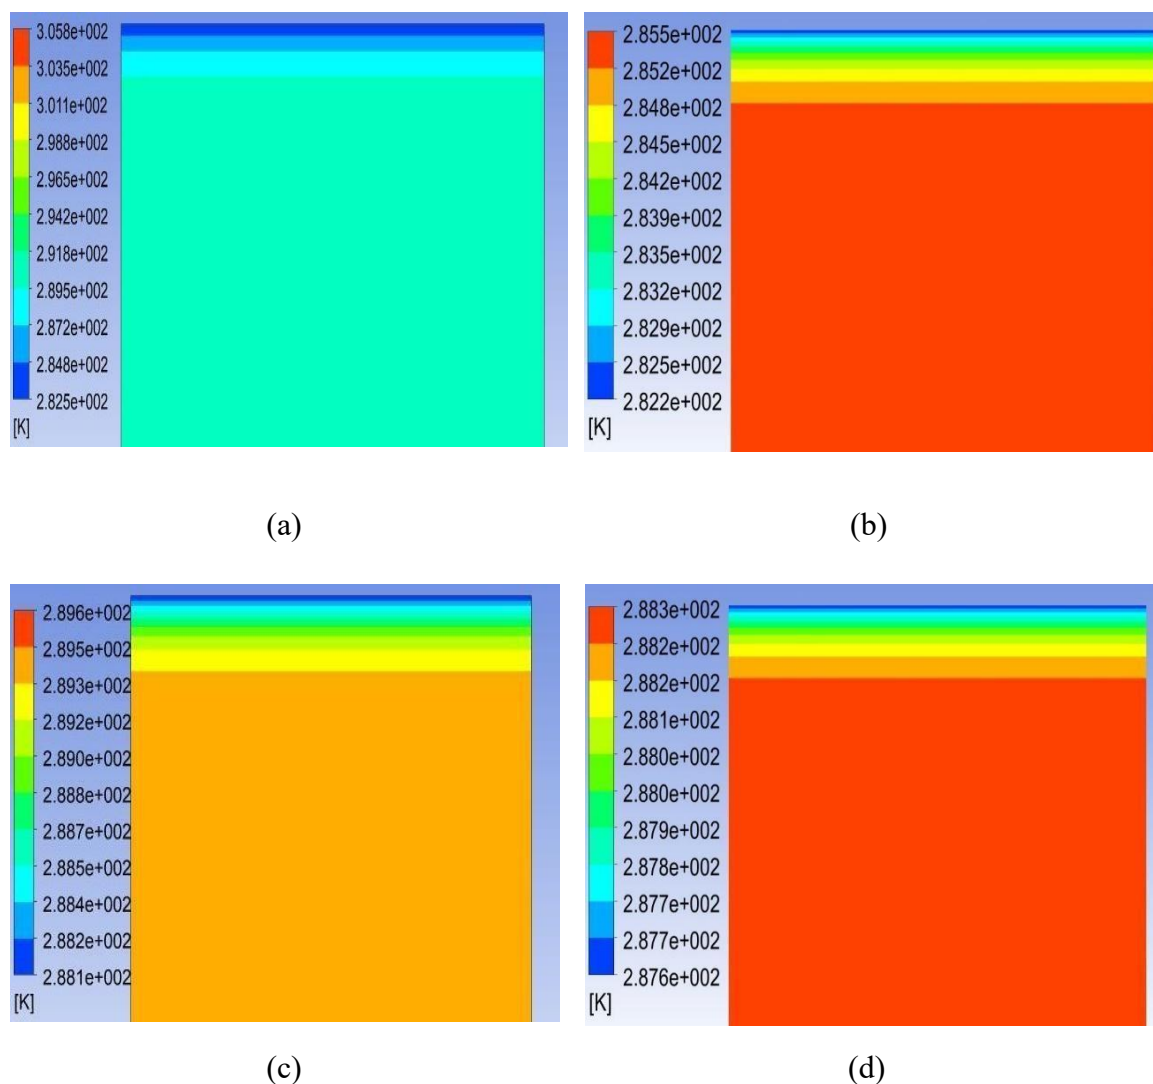 3.058e+002
3.035e+002
3.011e+002
2.988e+002
2.965e+002
2.942e+002
2.918e+002
2.895e+002
2.872e+002
2.848e+002
2.825e+002
[K]
2.855e+002
2.852e+002
2.848e+002
2.845e+002
2.842e+002
2.839e+002
2.835e+002
2.832e+002
2.829e+002
2.825e+002
2.822e+002
[K]
(a)
(b)
2.896e+002
2.895e+002
2.893e+002
2.892e+002
2.890e+002
2.888e+002
2.887e+002
2.885e+002
2.884e+002
2.882e+002
2.881e+002
[K]
2.883e+002
2.882e+002
2.882e+002
2.881e+002
2.880e+002
2.880e+002
2.879e+002
2.878e+002
2.877e+002
2.877e+002
2.876e+002
[K]
(c)
(d)